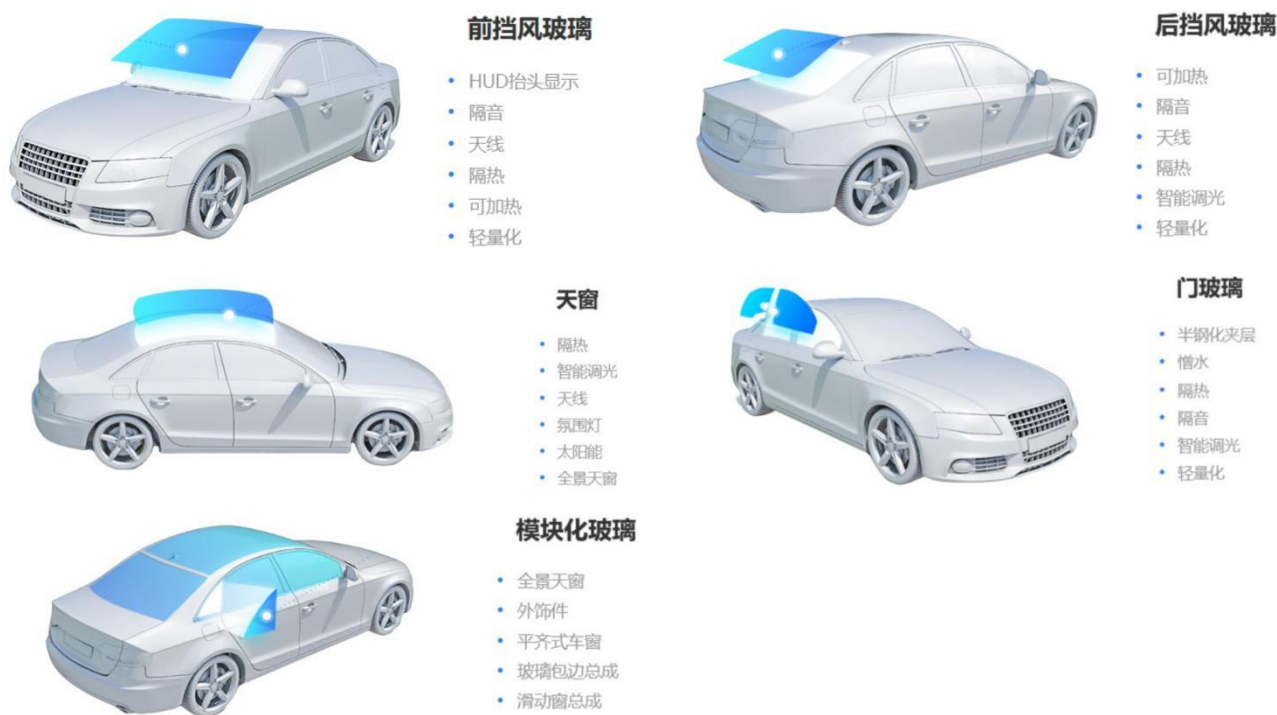 前挡风玻璃
HUD抬头显示
隔音
天线
隔热
可加热
轻量化
后挡风玻璃
可加热
隔音
天线
隔热
智能调光
轻量化
天窗
隔热
智能调光
天线
氛围灯
太阳能
全景天窗
门玻璃
半钢化夹层
憎水
隔热
隔音
智能调光
轻量化
模块化玻璃
全景天窗
外饰件
平齐式车窗
玻璃包边总成
滑动窗总成